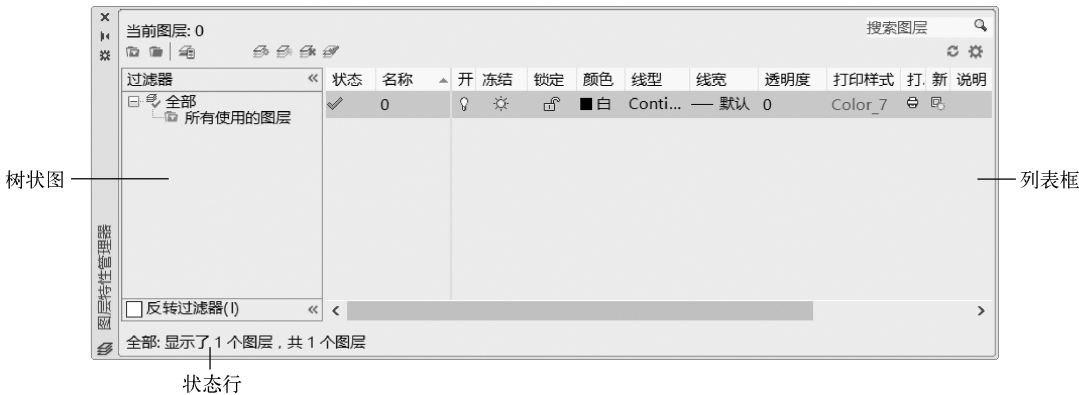 当前图层: 0
搜索图层
过滤器
状态 名称 开 冻结 锁定 颜色 线型 线宽 透明度 打印样式 打. 新 说明
全部
0 白 Conti... 默认 0 Color_7
所有使用的图层
树状图
列表框
图层特性管理器
反转过滤器(I)
全部: 显示了 1 个图层 , 共 1 个图层
状态行